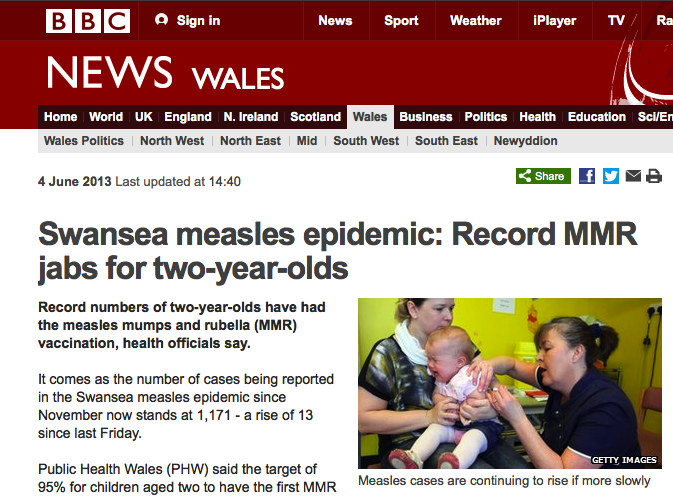 BBC Sign in News Sport Weather iPlayer TV Ra
NEWS WALES
Home World UK England N. Ireland Scotland Wales Business Politics Health Education Sci/En
Wales Politics North West North East Mid South West South East Newyddion
4 June 2013 Last updated at 14:40
Share
Swansea measles epidemic: Record MMR
jabs for two-year-olds
Record numbers of two-year-olds have had
the measles mumps and rubella (MMR)
vaccination, health officials say.
It comes as the number of cases being reported
in the Swansea measles epidemic since
November now stands at 1,171 - a rise of 13
since last Friday.
Public Health Wales (PHW) said the target of
95% for children aged two to have the first MMR
GETTY IMAGES
Measles cases are continuing to rise if more slowly